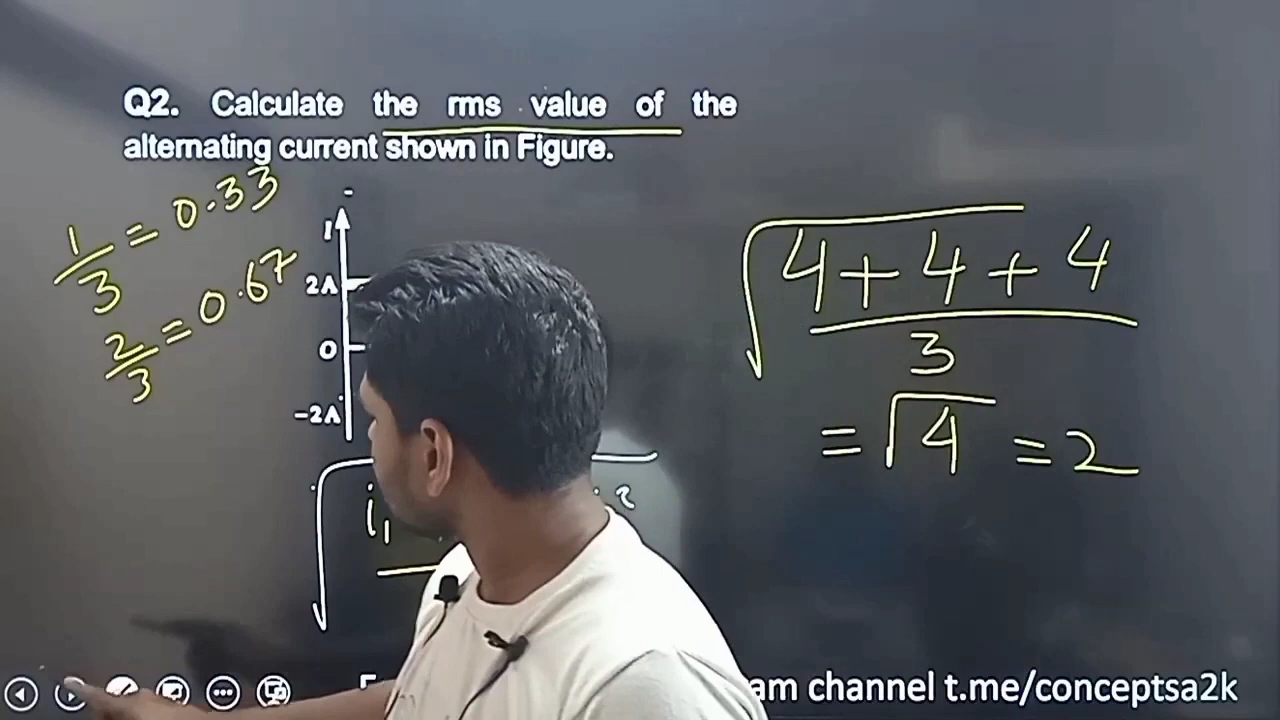 Q2. Calculate the rms value of the
alternating current shown in Figure.
1/3 = 0.33
2/3 = 0.67
I
2A
0
-2A
√(4+4+4)/3
= √4 = 2
i₁
²
am channel t.me/conceptsa2k